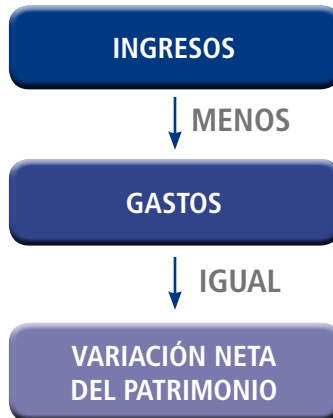 INGRESOS
MENOS
GASTOS
IGUAL
VARIACIÓN NETA
DEL PATRIMONIO